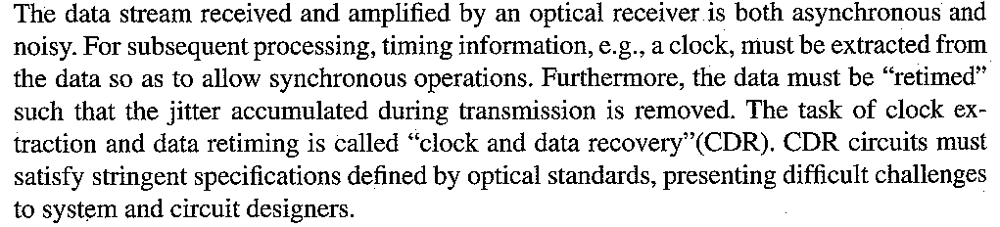 The data stream received and amplified by an optical receiver is both asynchronous and
noisy. For subsequent processing, timing information, e.g., a clock, must be extracted from
the data so as to allow synchronous operations. Furthermore, the data must be “retimed”
such that the jitter accumulated during transmission is removed. The task of clock ex-
traction and data retiming is called “clock and data recovery”(CDR). CDR circuits must
satisfy stringent specifications defined by optical standards, presenting difficult challenges
to system and circuit designers.